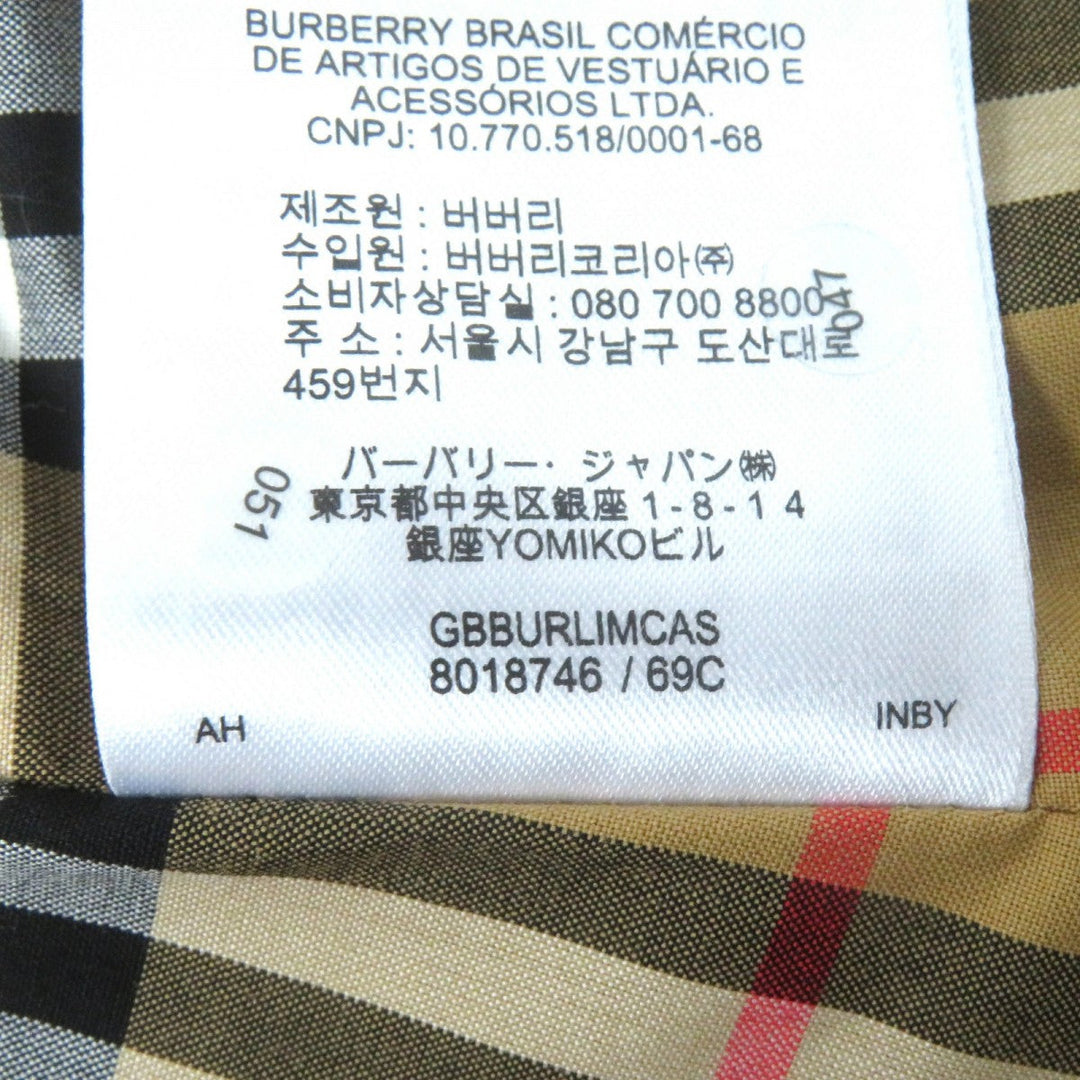 BURBERRY BRASIL COMÉRCIO
DE ARTIGOS DE VESTUÁRIO E
ACESSÓRIOS LTDA.
CNPJ: 10.770.518/0001-68
제조원 : 버버리
수입원 : 버버리코리아㈜
소비자상담실 : 080 700 8800
047
주 소 : 서울시 강남구 도산대로
459번지
バーバリー・ジャパン㈱
051
東京都中央区銀座1-8-14
銀座YOMIKOビル
GBBURLIMCAS
8018746 / 69C
AH
INBY